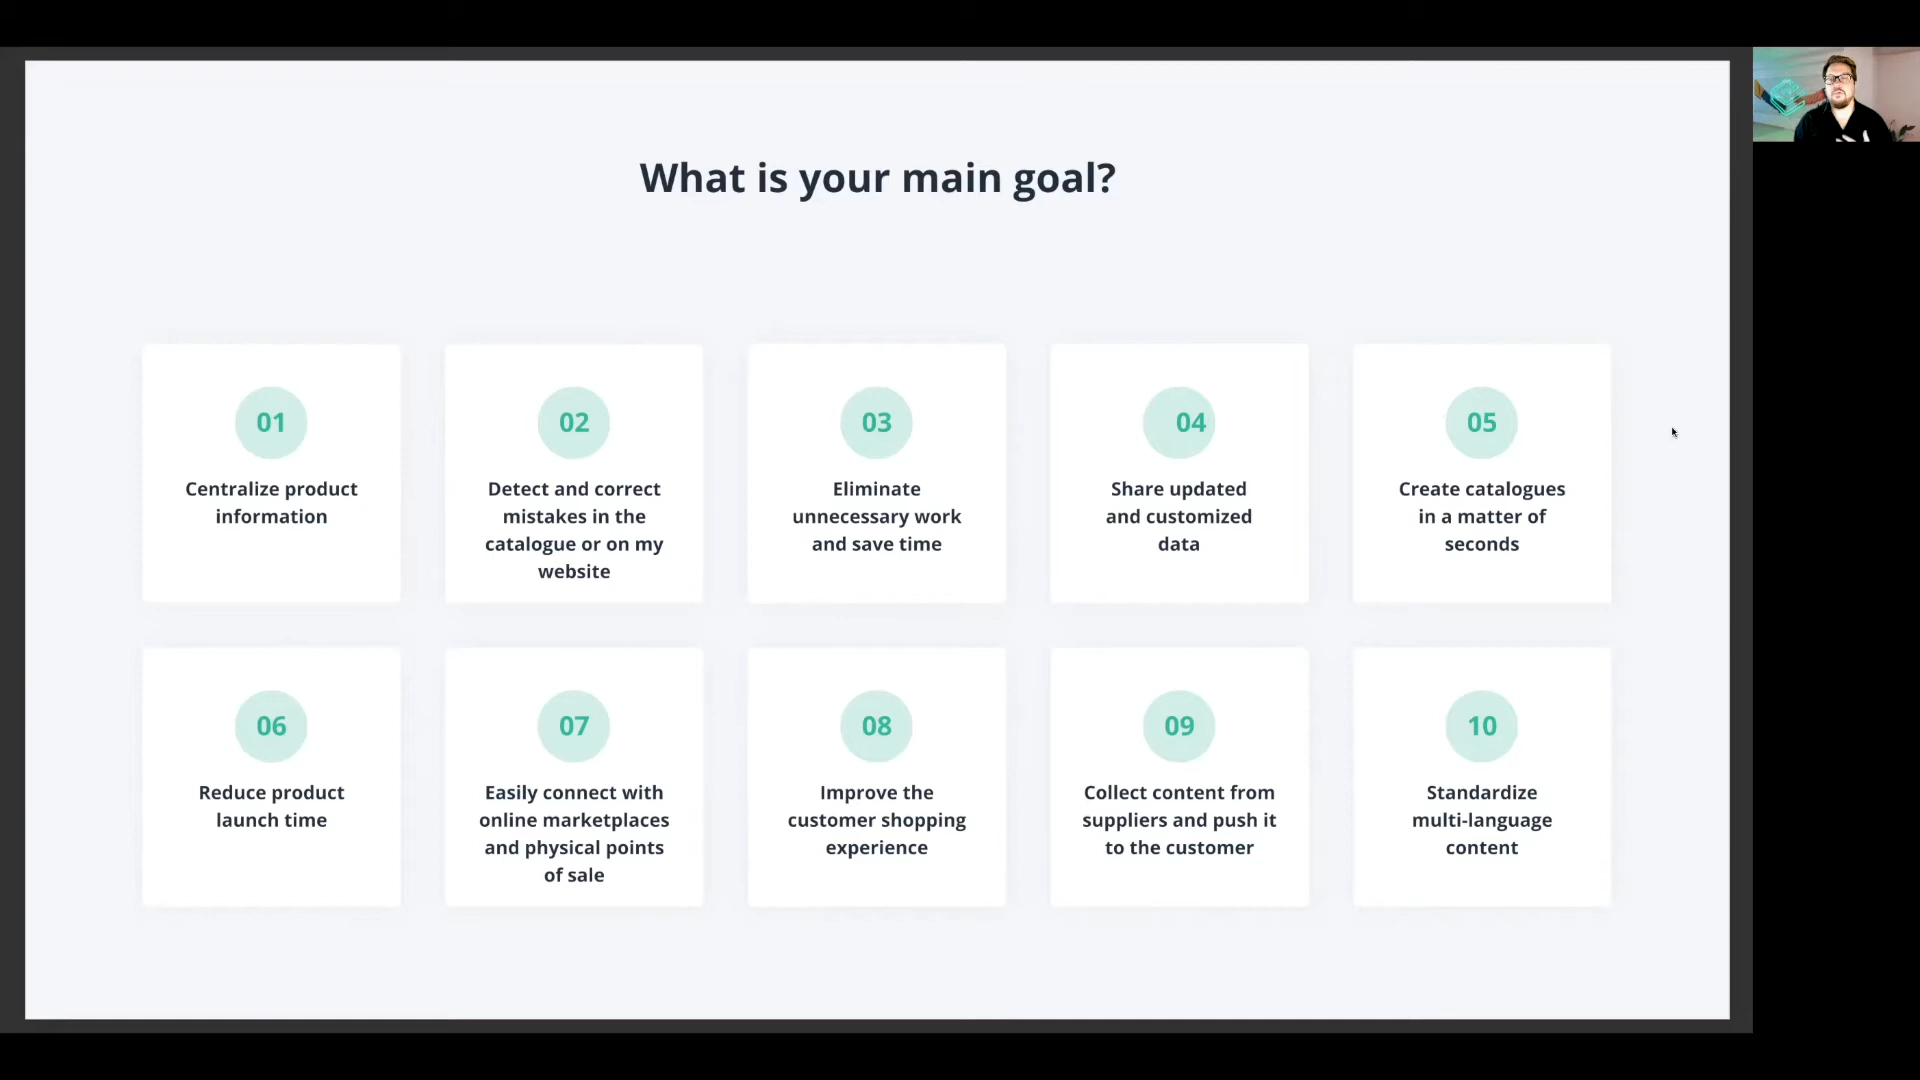 What is your main goal?
01
Centralize product
information
02
Detect and correct
mistakes in the
catalogue or on my
website
03
Eliminate
unnecessary work
and save time
04
Share updated
and customized
data
05
Create catalogues
in a matter of
seconds
06
Reduce product
launch time
07
Easily connect with
online marketplaces
and physical points
of sale
08
Improve the
customer shopping
experience
09
Collect content from
suppliers and push it
to the customer
10
Standardize
multi-language
content